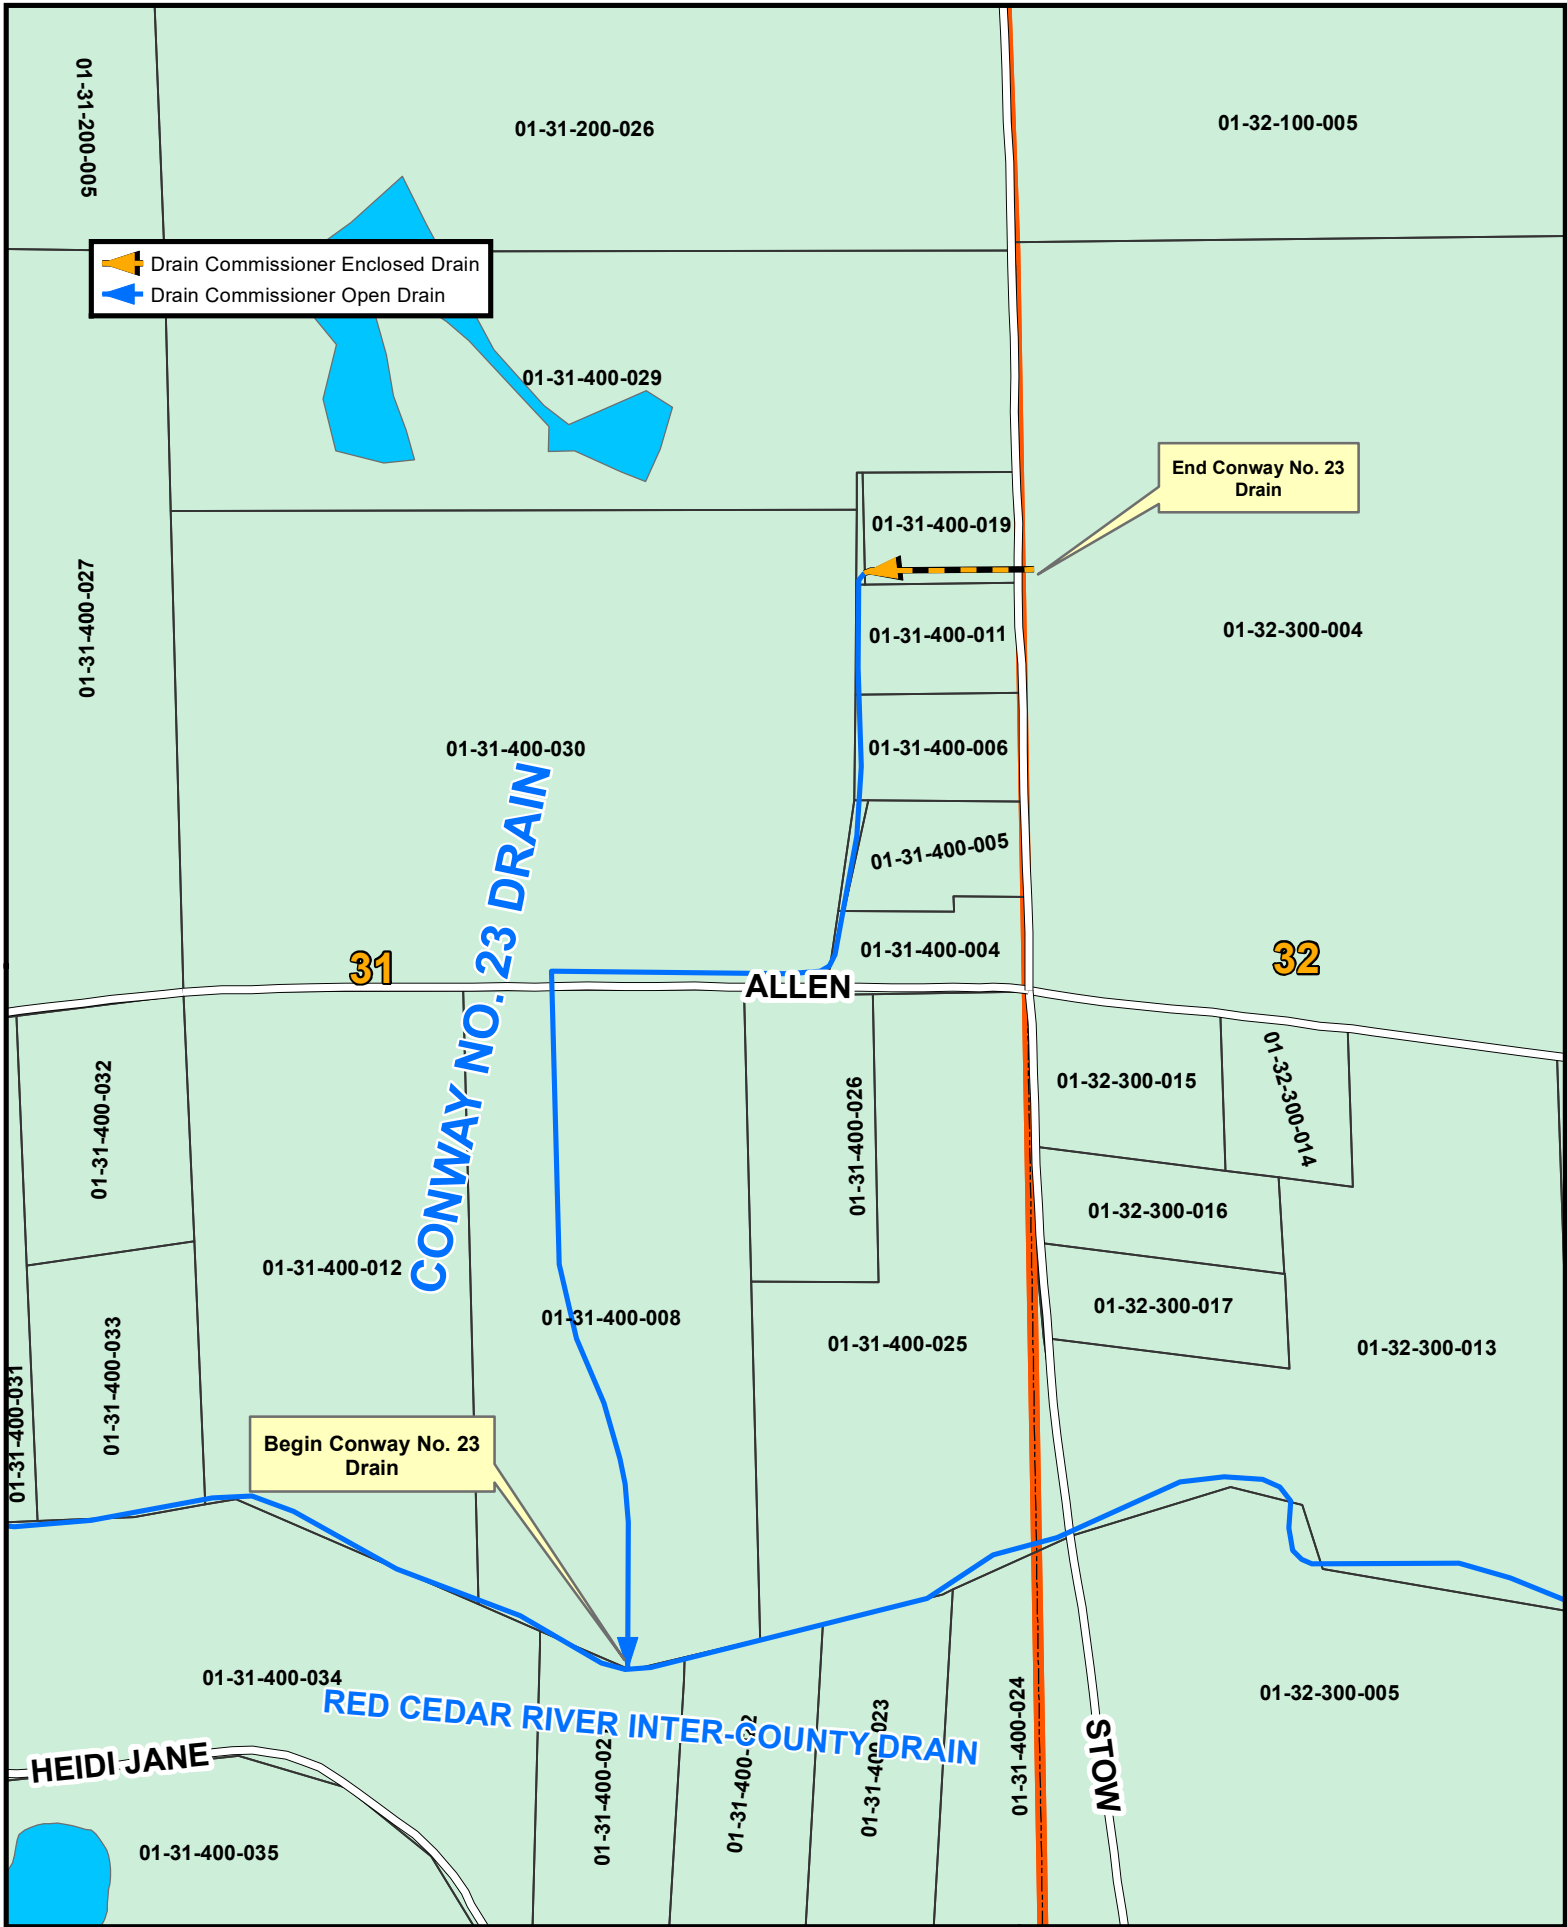 01-31-200-005
01-31-200-026
01-32-100-005
Drain Commissioner Enclosed Drain
Drain Commissioner Open Drain
01-31-400-029
End Conway No. 23
Drain
01-31-400-019
01-31-400-027
01-31-400-011
01-32-300-004
01-31-400-030
01-31-400-006
CONWAY NO. 23 DRAIN
01-31-400-005
01-31-400-004
31
32
ALLEN
01-31-400-032
01-31-400-026
01-32-300-015
01-32-300-014
01-32-300-016
01-31-400-012
01-32-300-017
01-31-400-008
01-31-400-025
01-32-300-013
01-31-400-033
01-31-400-031
Begin Conway No. 23
Drain
01-31-400-034
01-32-300-005
RED CEDAR RIVER INTER-COUNTY DRAIN
01-31-400-023
01-31-400-024
STOW
HEIDI JANE
01-31-400-035